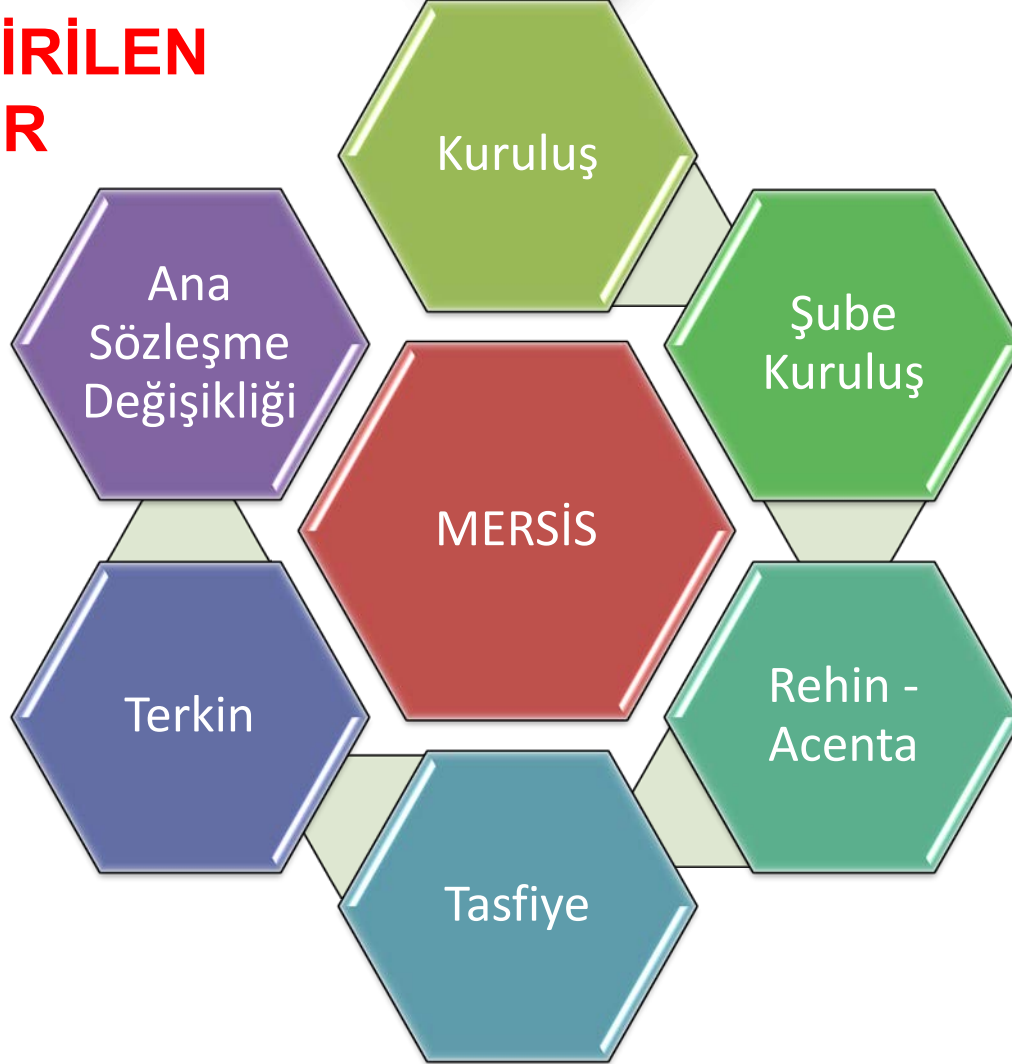 İRİLEN
R
Kuruluş
Ana
Sözleşme
Değişikliği
Şube
Kuruluş
MERSİS
Terkin
Rehin -
Acenta
Tasfiye